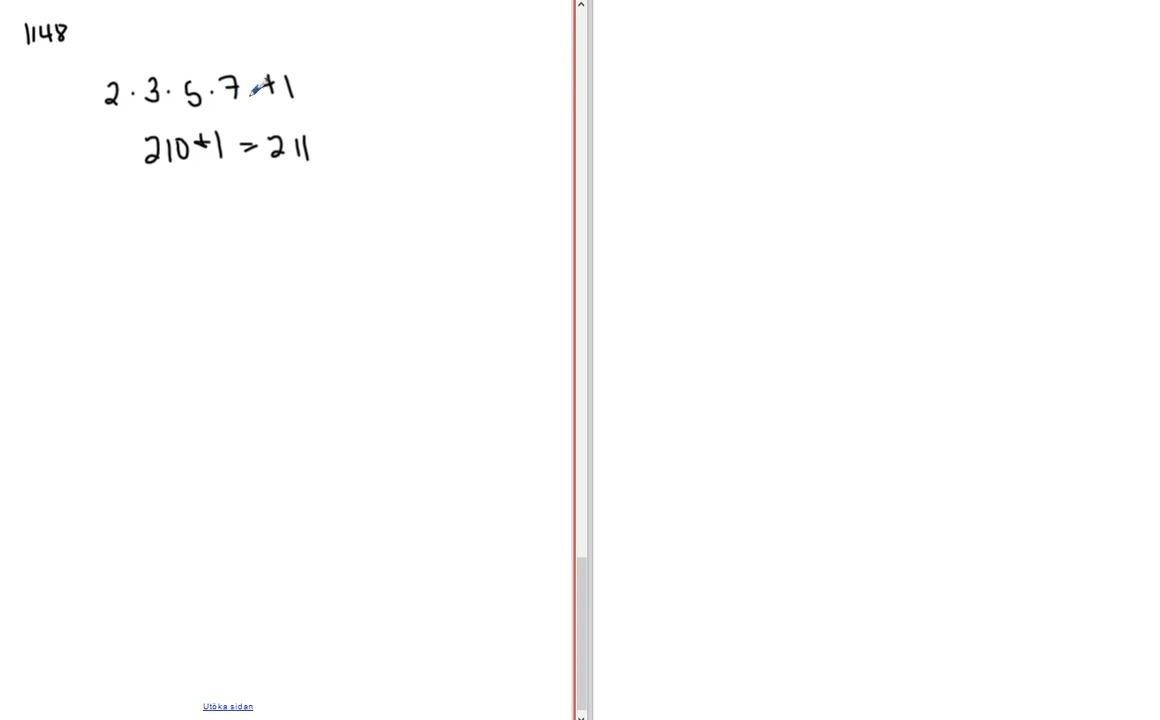 1148
2 · 3 · 5 · 7 + 1
210 + 1 = 211
Utöka sidan